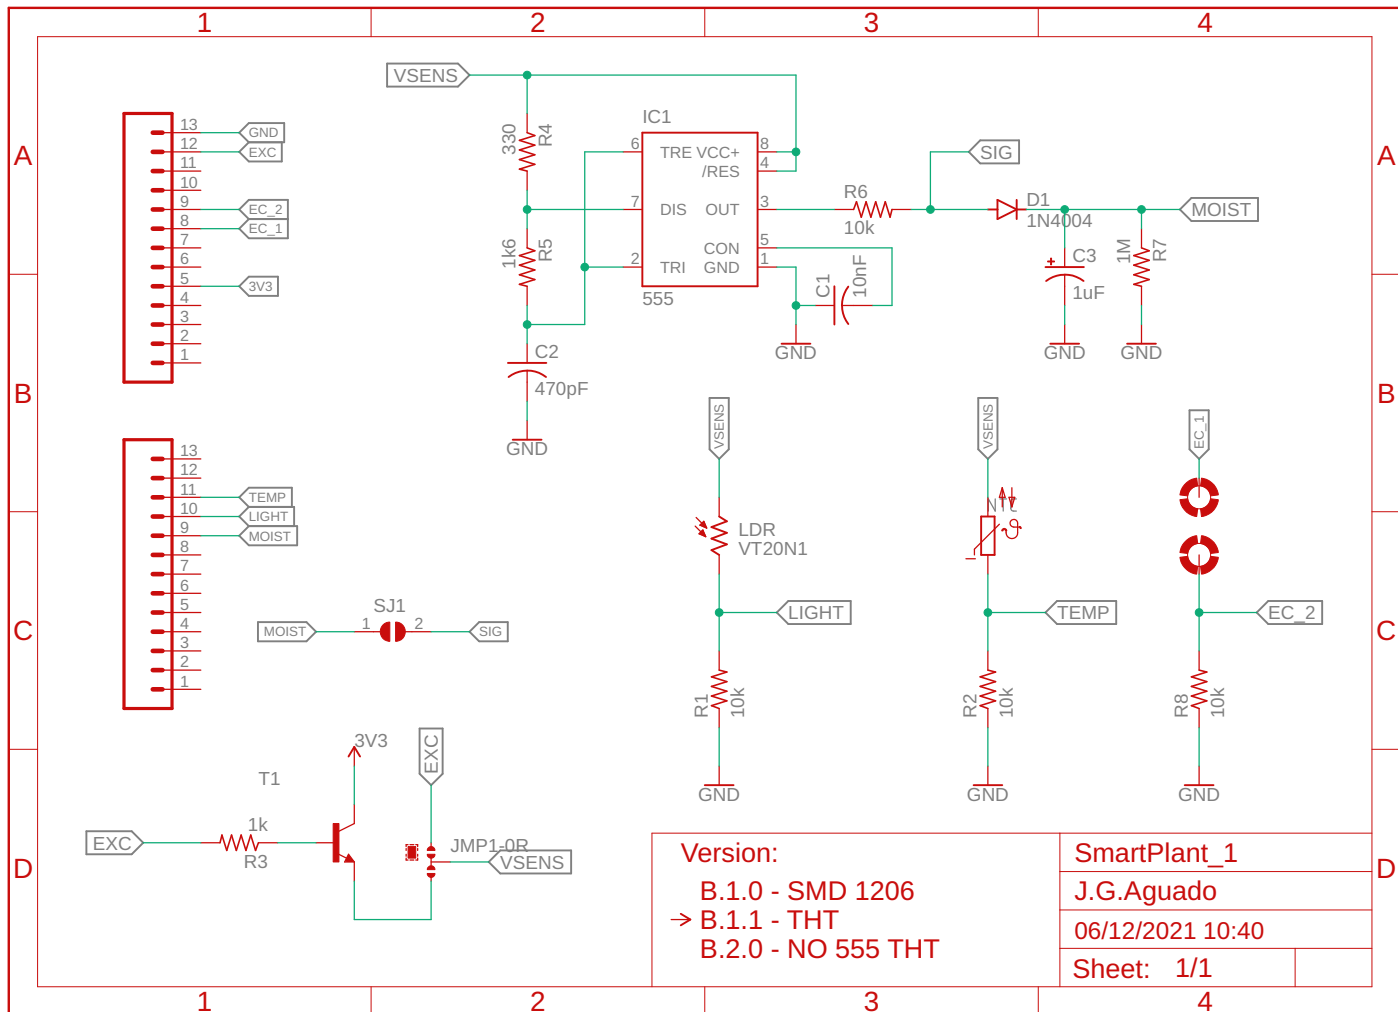 1 2 3 4
A
B
C
D
A
B
C
D
1 2 3 4
13 GND
12 EXC
11
10
9 EC_2
8 EC_1
7
6
5 3V3
4
3
2
1
13
12
11 TEMP
10 LIGHT
9 MOIST
8
7
6
5
4
3
2
1
VSENS
330
R4
1k6
R5
C2
470pF
GND
IC1
6 TRE VCC+ 8
/RES 4
7 DIS OUT 3
CON 5
2 TRI GND 1
555
C1
10nF
GND
R6
10k
SIG
D1
1N4004
MOIST
C3
1uF
GND
1M
R7
GND
SJ1
MOIST 1 2 SIG
VSENS
LDR
VT20N1
LIGHT
R1
10k
GND
VSENS
TEMP
R2
10k
GND
EC_1
EC_2
R8
10k
GND
3V3
T1
EXC
1k
R3
EXC
JMP1-0R
VSENS
Version:
B.1.0 - SMD 1206
B.1.1 - THT
B.2.0 - NO 555 THT
SmartPlant_1
J.G.Aguado
06/12/2021 10:40
Sheet: 1/1